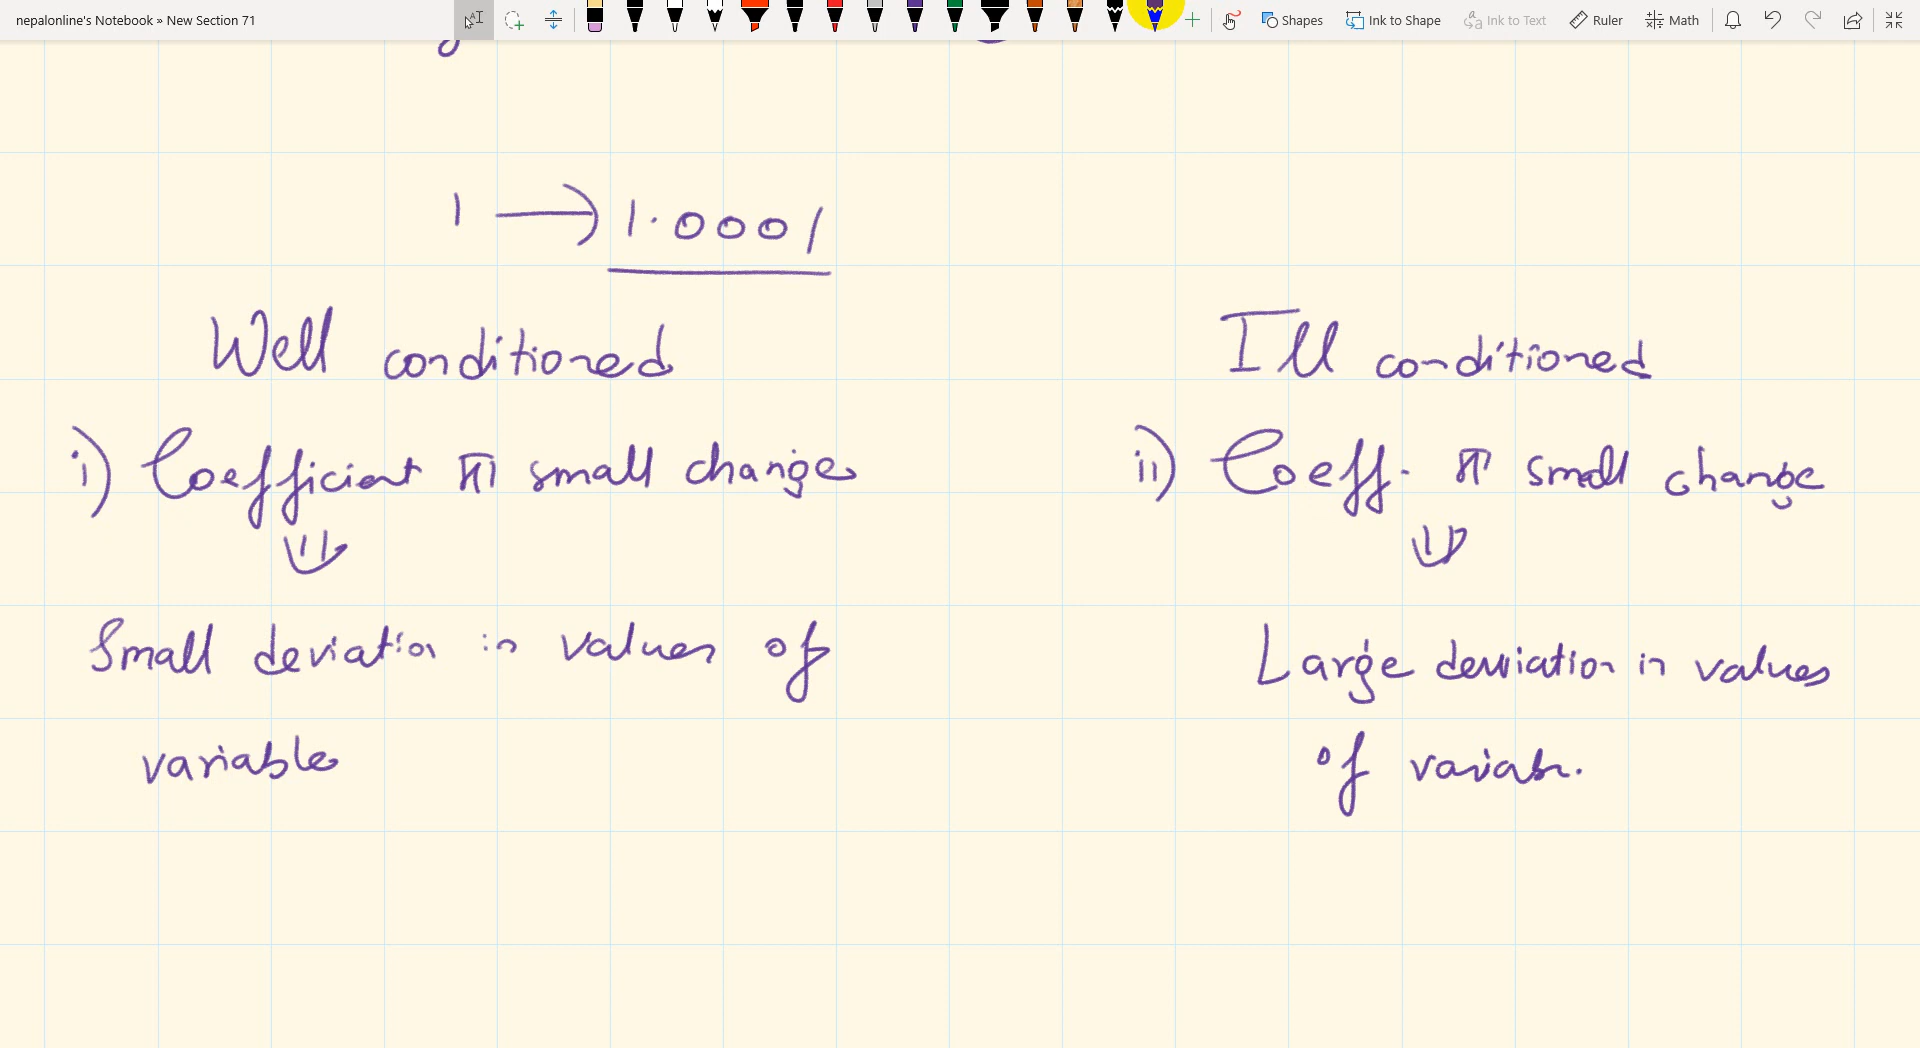 nepalonline's Notebook » New Section 71
Shapes Ink to Shape Ink to Text Ruler Math
1 → 1.0001
Well conditioned
i) Coefficient मा small change
⇓
Small deviation in values of
variable
Ill conditioned
ii) Coeff. मा small change
⇓
Large deviation in values
of